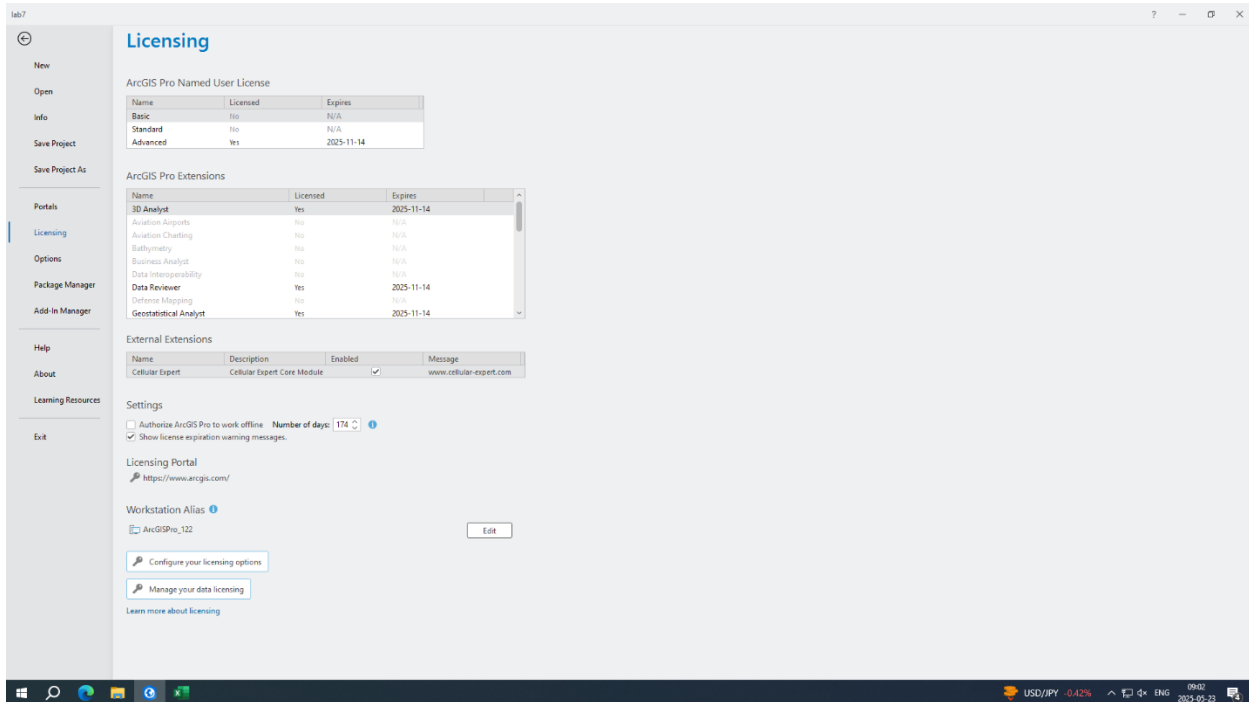 lab7
?
Licensing
New
Open
Info
Save Project
Save Project As
Portals
Licensing
Options
Package Manager
Add-In Manager
Help
About
Learning Resources
Exit
ArcGIS Pro Named User License
Name Licensed Expires
Basic No N/A
Standard No N/A
Advanced Yes 2025-11-14
ArcGIS Pro Extensions
Name Licensed Expires
3D Analyst Yes 2025-11-14
Aviation Airports No N/A
Aviation Charting No N/A
Bathymetry No N/A
Business Analyst No N/A
Data Interoperability No N/A
Data Reviewer Yes 2025-11-14
Defense Mapping No N/A
Geostatistical Analyst Yes 2025-11-14
External Extensions
Name Description Enabled Message
Cellular Expert Cellular Expert Core Module www.cellular-expert.com
Settings
Authorize ArcGIS Pro to work offline Number of days: 174
Show license expiration warning messages.
Licensing Portal
https://www.arcgis.com/
Workstation Alias
ArcGISPro_122
Edit
Configure your licensing options
Manage your data licensing
Learn more about licensing
USD/JPY -0.42% ENG 09:02
2025-05-23